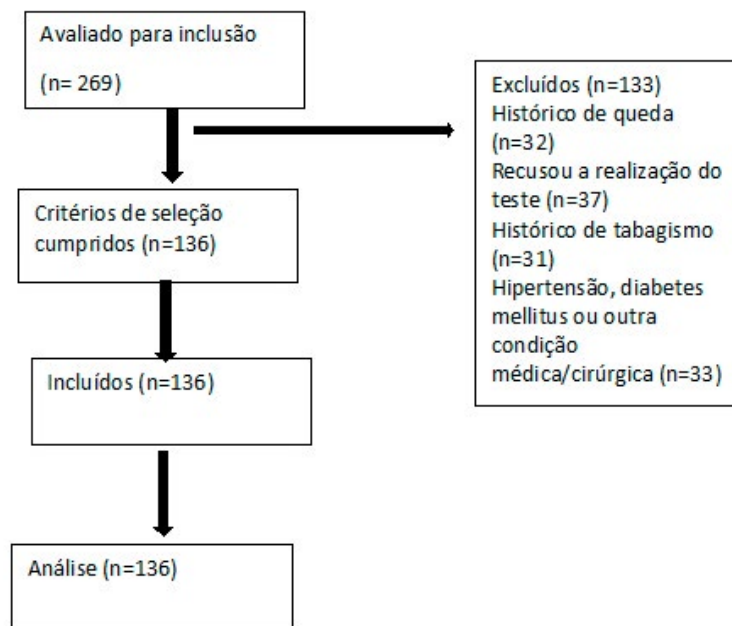 Avaliado para inclusão
(n= 269)
Excluídos (n=133)
Histórico de queda
(n=32)
Recusou a realização do
teste (n=37)
Histórico de tabagismo
(n=31)
Hipertensão, diabetes
mellitus ou outra
condição
médica/cirúrgica (n=33)
Critérios de seleção
cumpridos (n=136)
Incluídos (n=136)
Análise (n=136)